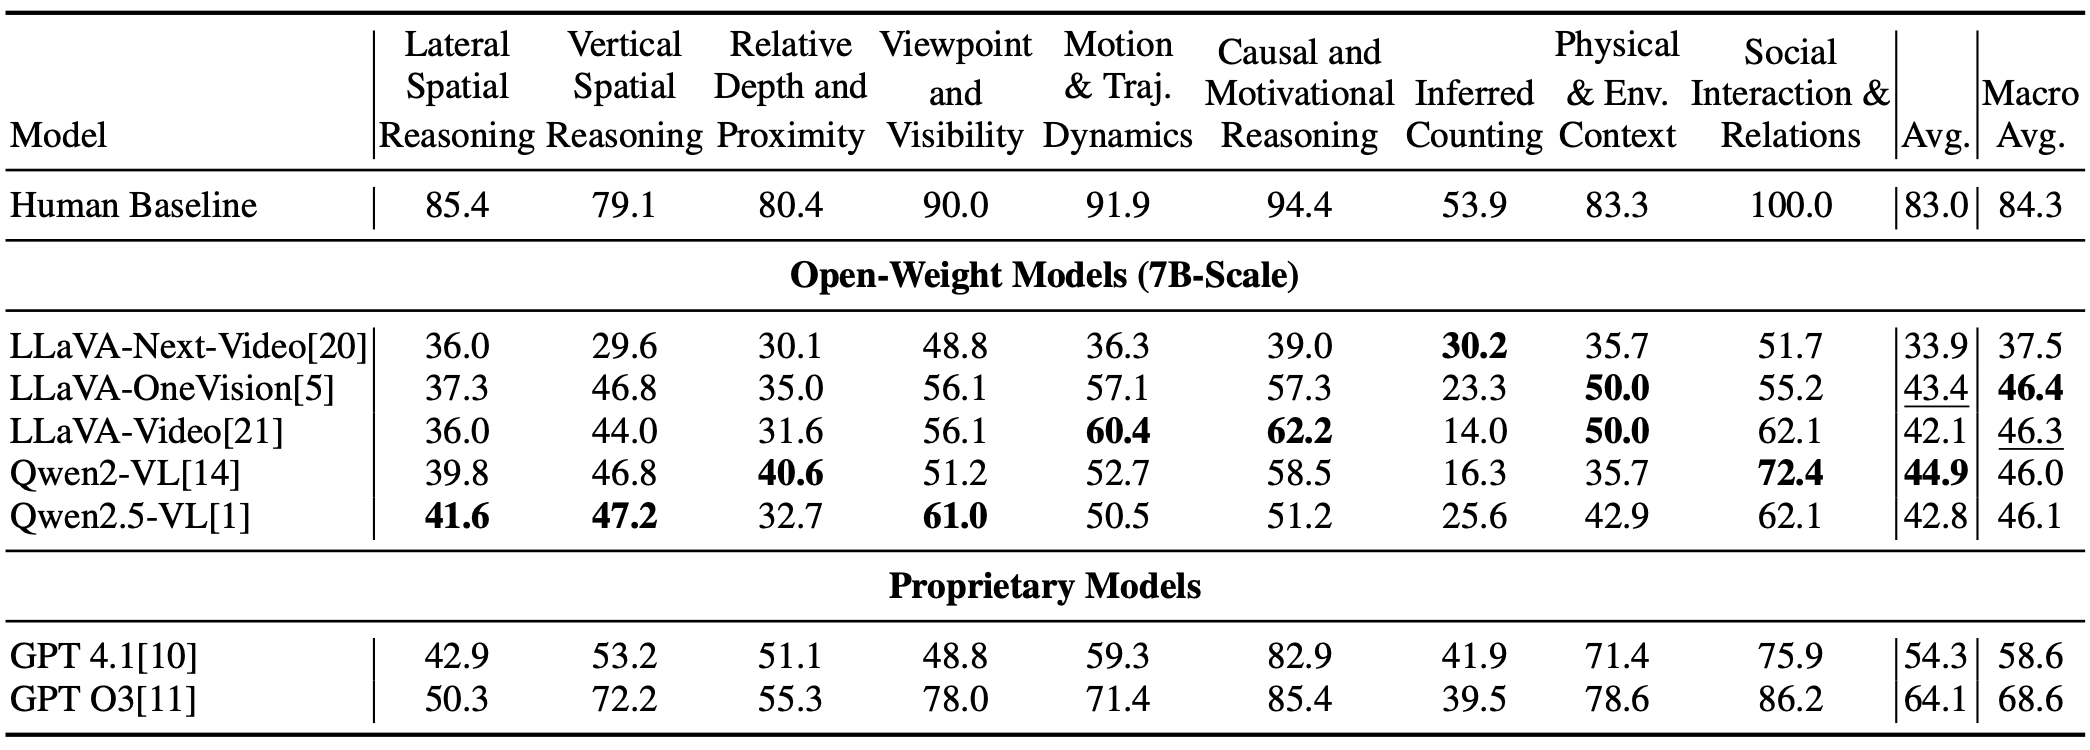 Model Lateral Spatial Reasoning Vertical Spatial Reasoning Relative Depth and Proximity Viewpoint and Visibility Motion & Traj. Dynamics Causal and Motivational Reasoning Inferred Counting Physical & Env. Context Social Interaction & Relations Avg. Macro Avg.
Human Baseline 85.4 79.1 80.4 90.0 91.9 94.4 53.9 83.3 100.0 83.0 84.3
Open-Weight Models (7B-Scale)
LLaVA-Next-Video[20] 36.0 29.6 30.1 48.8 36.3 39.0 30.2 35.7 51.7 33.9 37.5
LLaVA-OneVision[5] 37.3 46.8 35.0 56.1 57.1 57.3 23.3 50.0 55.2 43.4 46.4
LLaVA-Video[21] 36.0 44.0 31.6 56.1 60.4 62.2 14.0 50.0 62.1 42.1 46.3
Qwen2-VL[14] 39.8 46.8 40.6 51.2 52.7 58.5 16.3 35.7 72.4 44.9 46.0
Qwen2.5-VL[1] 41.6 47.2 32.7 61.0 50.5 51.2 25.6 42.9 62.1 42.8 46.1
Proprietary Models
GPT 4.1[10] 42.9 53.2 51.1 48.8 59.3 82.9 41.9 71.4 75.9 54.3 58.6
GPT O3[11] 50.3 72.2 55.3 78.0 71.4 85.4 39.5 78.6 86.2 64.1 68.6